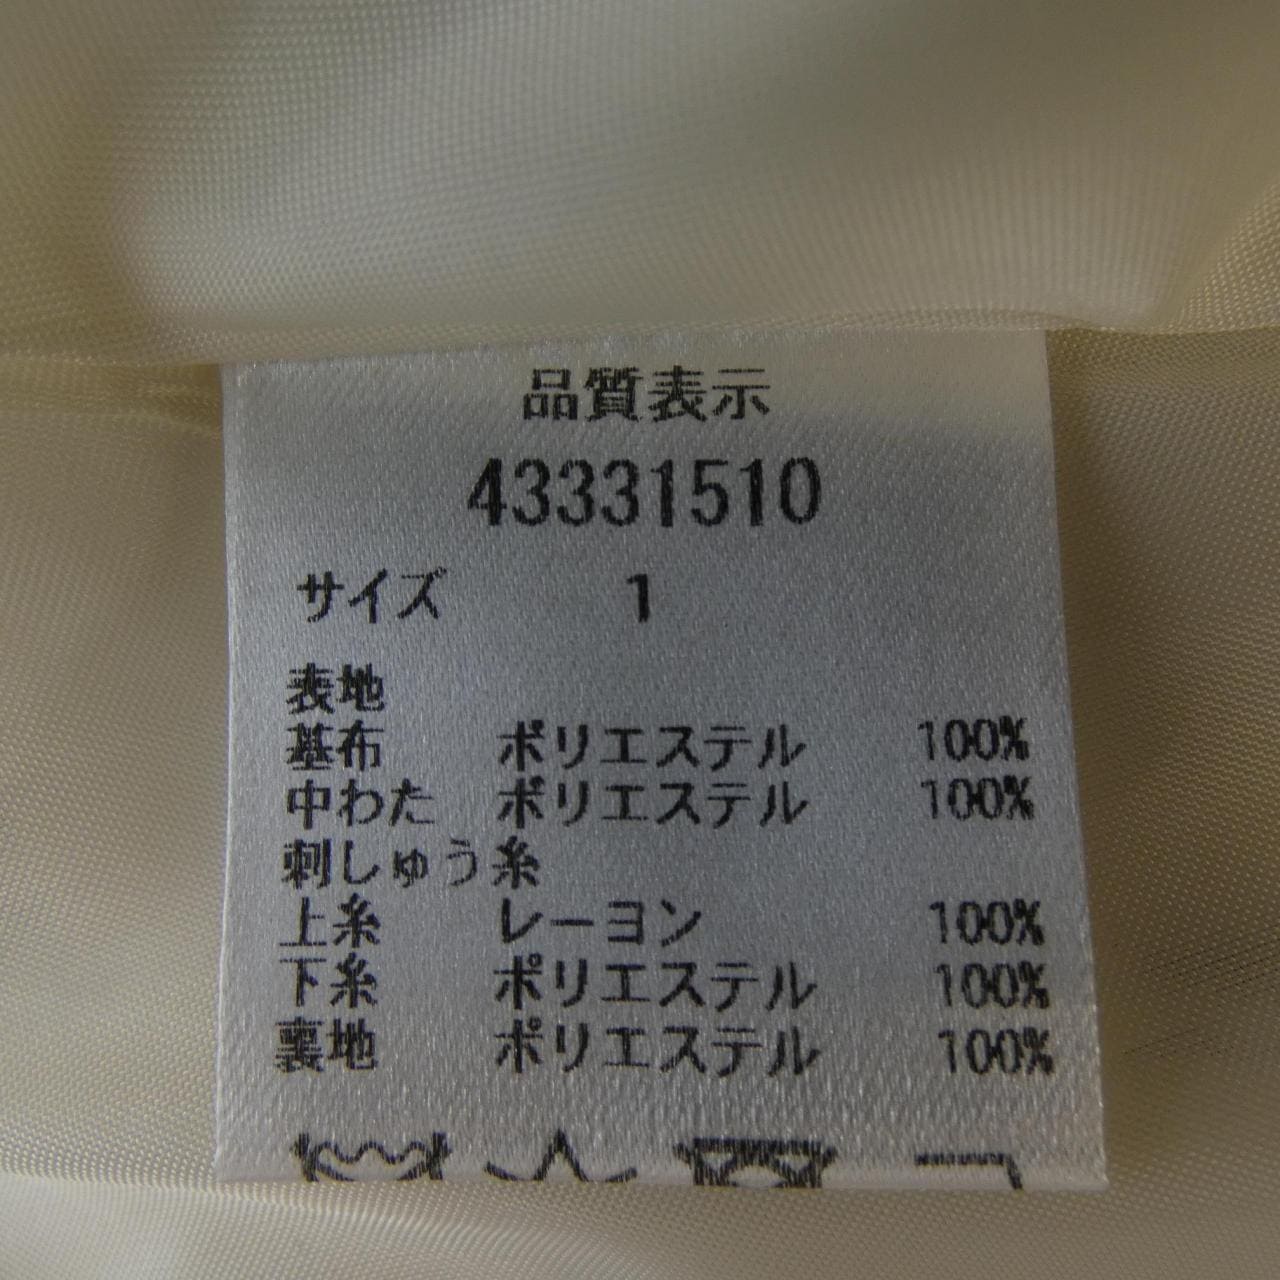 品質表示
43331510
サイズ 1
表地
基布 ポリエステル 100%
中わた ポリエステル 100%
刺しゅう糸
上糸 レーヨン 100%
下糸 ポリエステル 100%
裏地 ポリエステル 100%